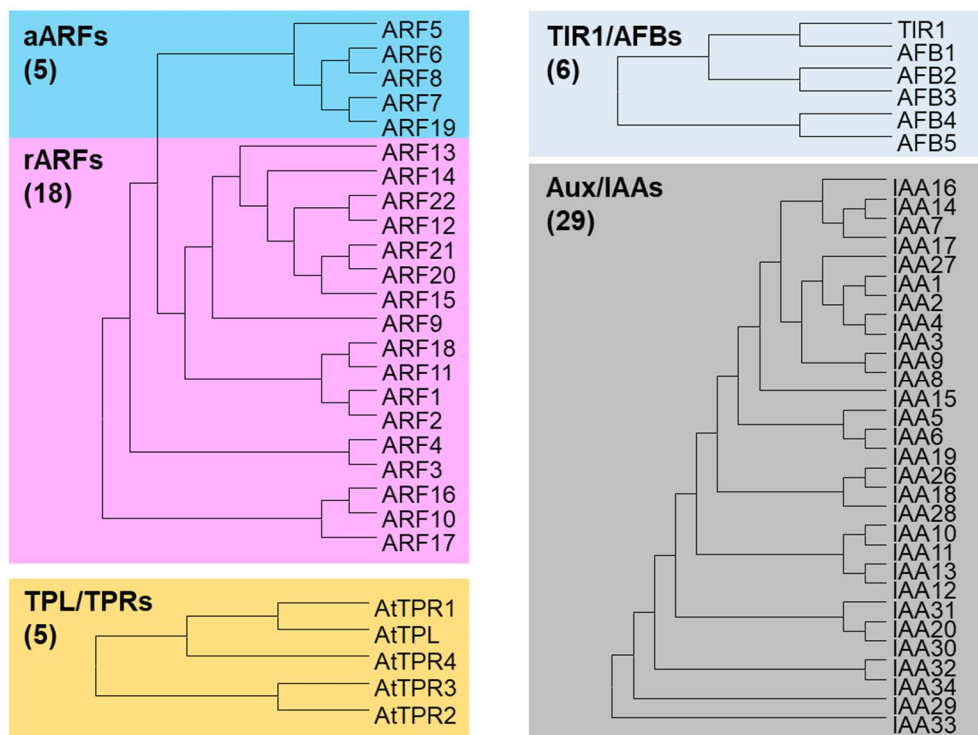 aARFs
(5)
ARF5
ARF6
ARF8
ARF7
ARF19
rARFs
(18)
ARF13
ARF14
ARF22
ARF12
ARF21
ARF20
ARF15
ARF9
ARF18
ARF11
ARF1
ARF2
ARF4
ARF3
ARF16
ARF10
ARF17
TPL/TPRs
(5)
AtTPR1
AtTPL
AtTPR4
AtTPR3
AtTPR2
TIR1/AFBs
(6)
TIR1
AFB1
AFB2
AFB3
AFB4
AFB5
Aux/IAAs
(29)
IAA16
IAA14
IAA7
IAA17
IAA27
IAA1
IAA2
IAA4
IAA3
IAA9
IAA8
IAA15
IAA5
IAA6
IAA19
IAA26
IAA18
IAA28
IAA10
IAA11
IAA13
IAA12
IAA31
IAA20
IAA30
IAA32
IAA34
IAA29
IAA33